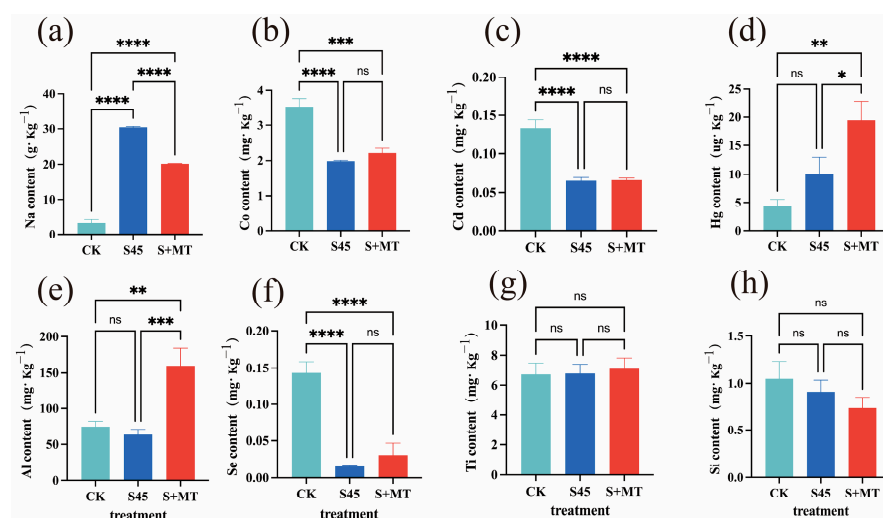 (a)
****
****
****
Na content (g· Kg⁻¹)
40
30
20
10
0
CK S45 S+MT
(b)
***
****
ns
Co content (mg· Kg⁻¹)
4
3
2
1
0
CK S45 S+MT
(c)
****
****
ns
Cd content (mg· Kg⁻¹)
0.20
0.15
0.10
0.05
0.00
CK S45 S+MT
(d)
**
ns
*
Hg content (ug· Kg⁻¹)
25
20
15
10
5
0
CK S45 S+MT
(e)
**
ns
***
Al content (mg· Kg⁻¹)
200
150
100
50
0
CK S45 S+MT
treatment
(f)
****
****
ns
Se content (mg· Kg⁻¹)
0.20
0.15
0.10
0.05
0.00
CK S45 S+MT
treatment
(g)
ns
ns
ns
Ti content (mg· Kg⁻¹)
10
8
6
4
2
0
CK S45 S+MT
treatment
(h)
ns
ns
ns
Si content (mg· Kg⁻¹)
1.5
1.0
0.5
0.0
CK S45 S+MT
treatment